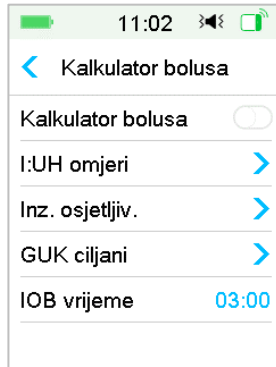 11:02
Kalkulator bolusa
Kalkulator bolusa
I:UH omjeri
Inz. osjetljiv.
GUK ciljani
IOB vrijeme 03:00